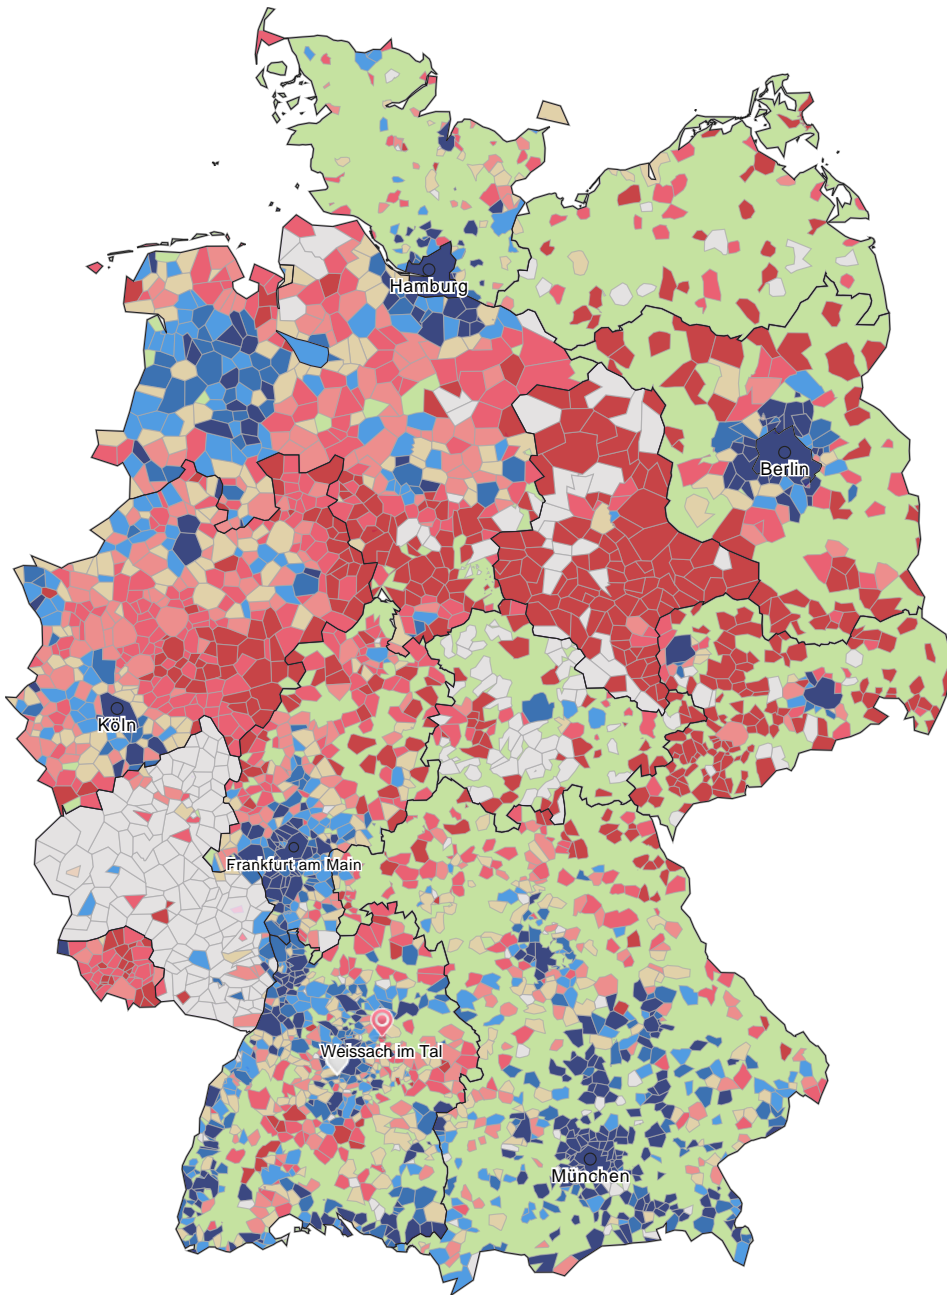 Hamburg
Berlin
Köln
Frankfurt am Main
Weissach im Tal
München